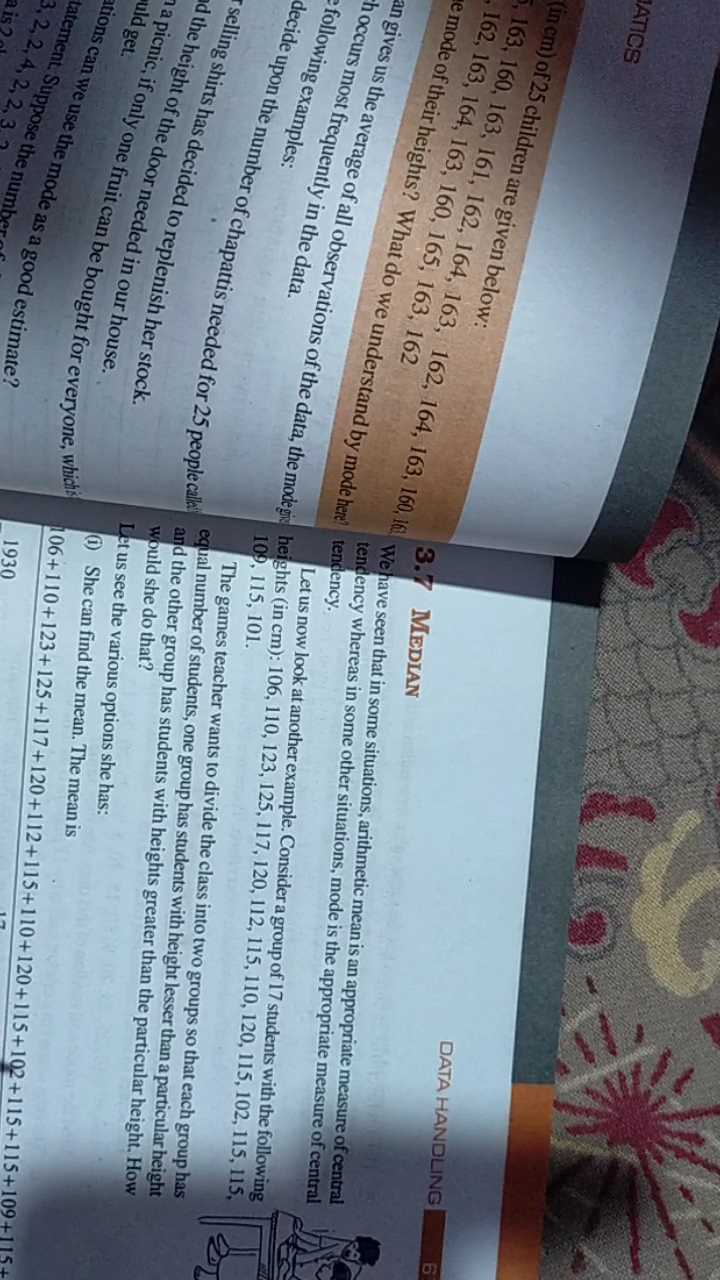 MATICS
(in cm) of 25 children are given below:
163, 160, 163, 161, 162, 164, 163, 162, 164, 163, 160,
162, 163, 164, 163, 160, 165, 163, 162
mode of their heights? What do we understand by mode here?
gives us the average of all observations of the data, the mode
occurs most frequently in the data.
following examples:
decide upon the number of chapattis needed for 25 people
selling shirts has decided to replenish her stock.
the height of the door needed in our house.
a picnic, if only one fruit can be bought for everyone, which
get.
can we use the mode as a good estimate?
Suppose the number
3, 2, 2, 4, 2, 2, 3,
DATA HANDLING
6
3.7 MEDIAN
We have seen that in some situations, arithmetic mean is an appropriate measure of central
tendency whereas in some other situations, mode is the appropriate measure of central
tendency.
Let us now look at another example. Consider a group of 17 students with the following
heights (in cm): 106, 110, 123, 125, 117, 120, 112, 115, 110, 120, 115, 102, 115, 115,
109, 115, 101.
The games teacher wants to divide the class into two groups so that each group has
equal number of students, one group has students with height lesser than a particular height
and the other group has students with heights greater than the particular height. How
would she do that?
Let us see the various options she has:
(i) She can find the mean. The mean is
106+110+123+125+117+120+112+115+110+120+115+102+115+115+109+115+
1930
17